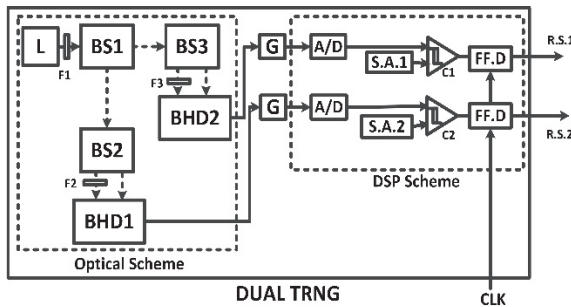 L
F1
BS1
BS3
F3
BHD2
BS2
F2
BHD1
Optical Scheme
G
A/D
S.A.1
C1
FF.D
R.S.1
G
A/D
S.A.2
C2
FF.D
R.S.2
DSP Scheme
DUAL TRNG
CLK